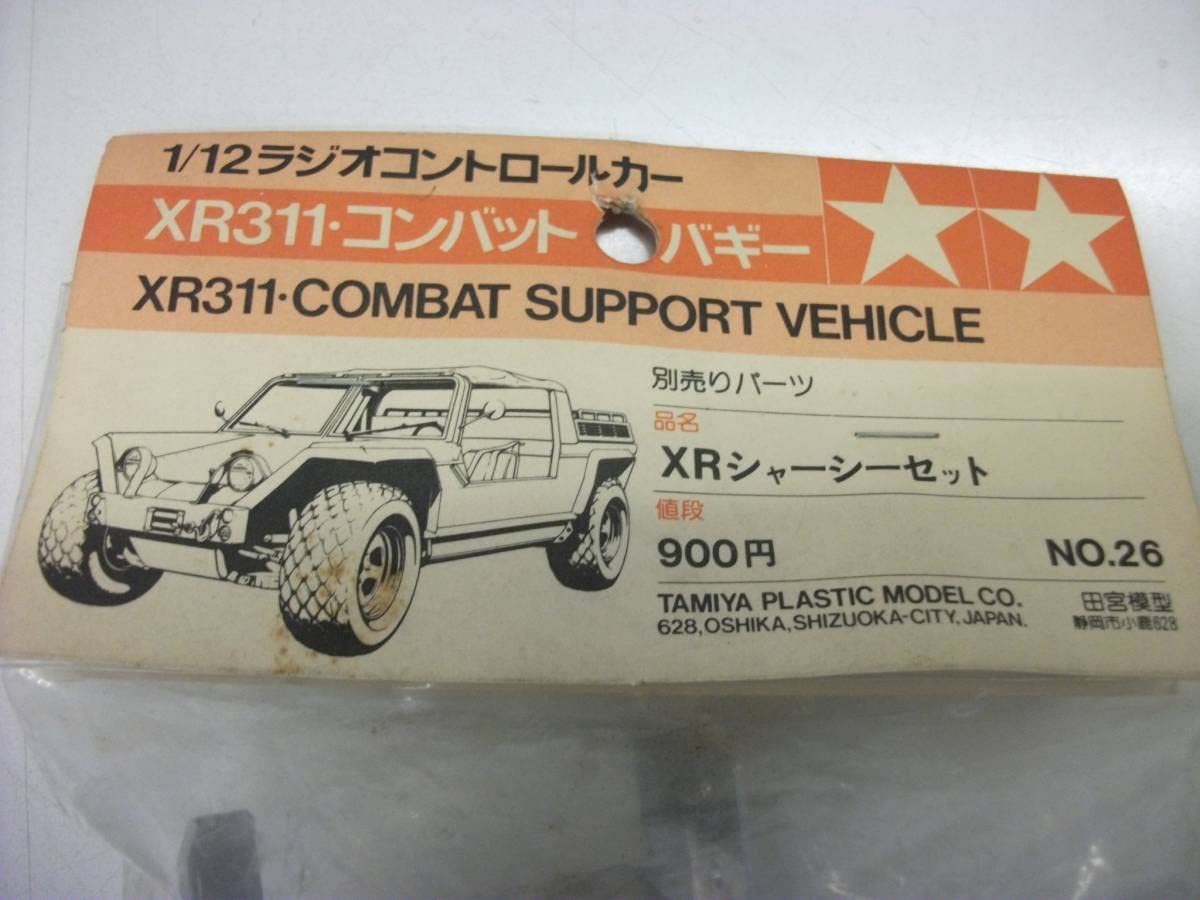 1/12ラジオコントロールカー
XR311・コンバット バギー
XR311・COMBAT SUPPORT VEHICLE
別売りパーツ
品名
XRシャーシーセット
値段
900円 NO.26
TAMIYA PLASTIC MODEL CO. 田宮模型
628, OSHIKA, SHIZUOKA-CITY, JAPAN. 静岡市小鹿628